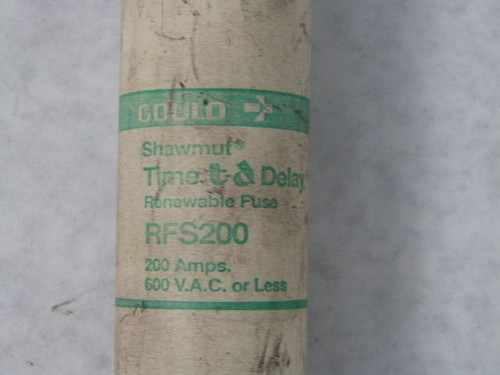 GOULD
Shawmut®
Time t-d Delay
Renewable Fuse
RFS200
200 Amps.
600 V.A.C. or Less